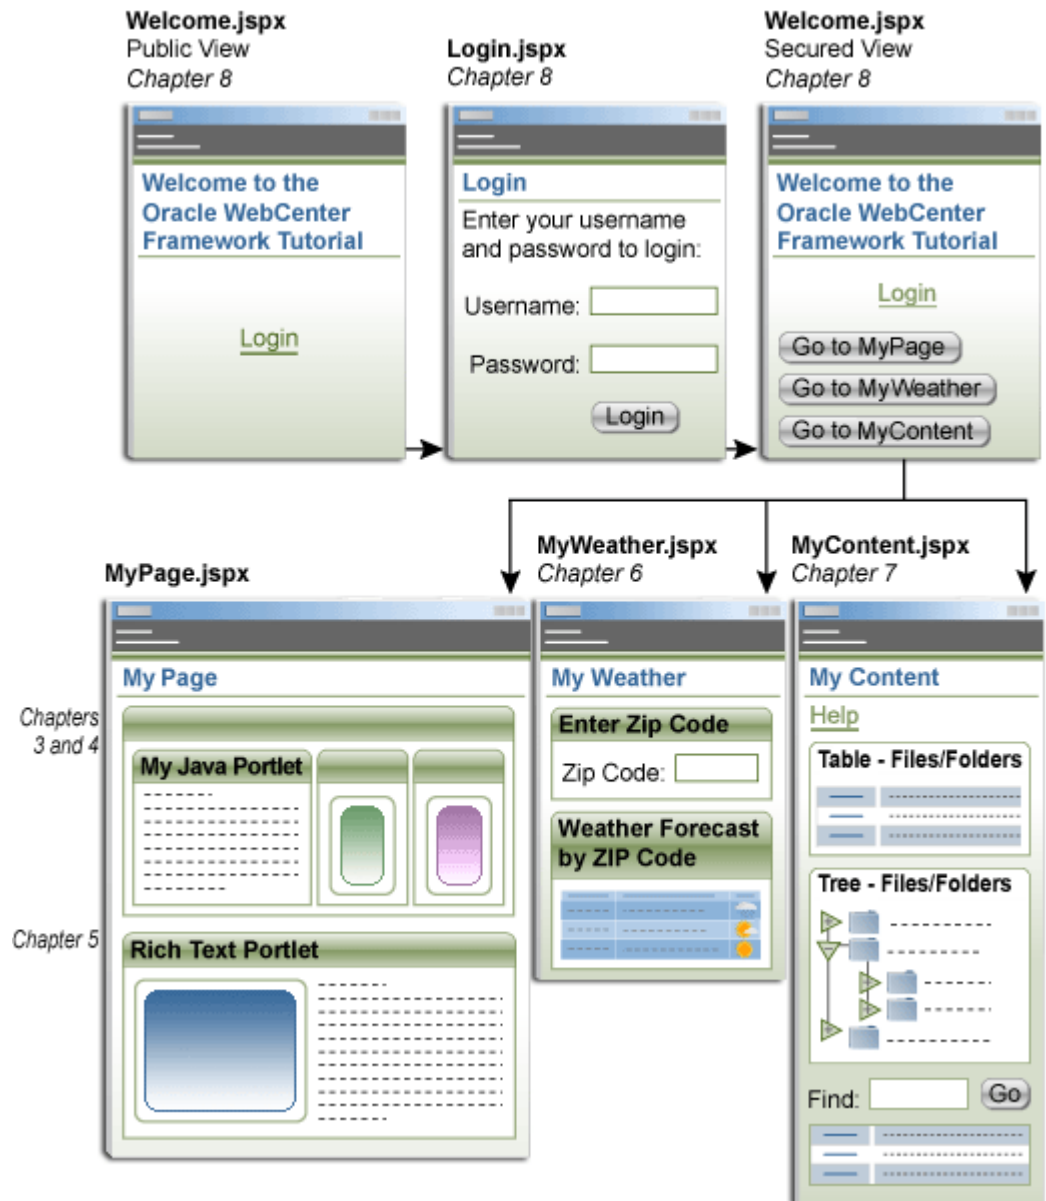 Welcome.jspx
Public View
Chapter 8
Login.jspx
Chapter 8
Welcome.jspx
Secured View
Chapter 8
Welcome to the
Oracle WebCenter
Framework Tutorial
Login
Login
Enter your username
and password to login:
Username:
Password:
Login
Welcome to the
Oracle WebCenter
Framework Tutorial
Login
Go to MyPage
Go to MyWeather
Go to MyContent
MyPage.jspx
MyWeather.jspx
Chapter 6
MyContent.jspx
Chapter 7
My Page
Chapters
3 and 4
My Java Portlet
Chapter 5
Rich Text Portlet
My Weather
Enter Zip Code
Zip Code:
Weather Forecast
by ZIP Code
My Content
Help
Table - Files/Folders
Tree - Files/Folders
Find:
Go